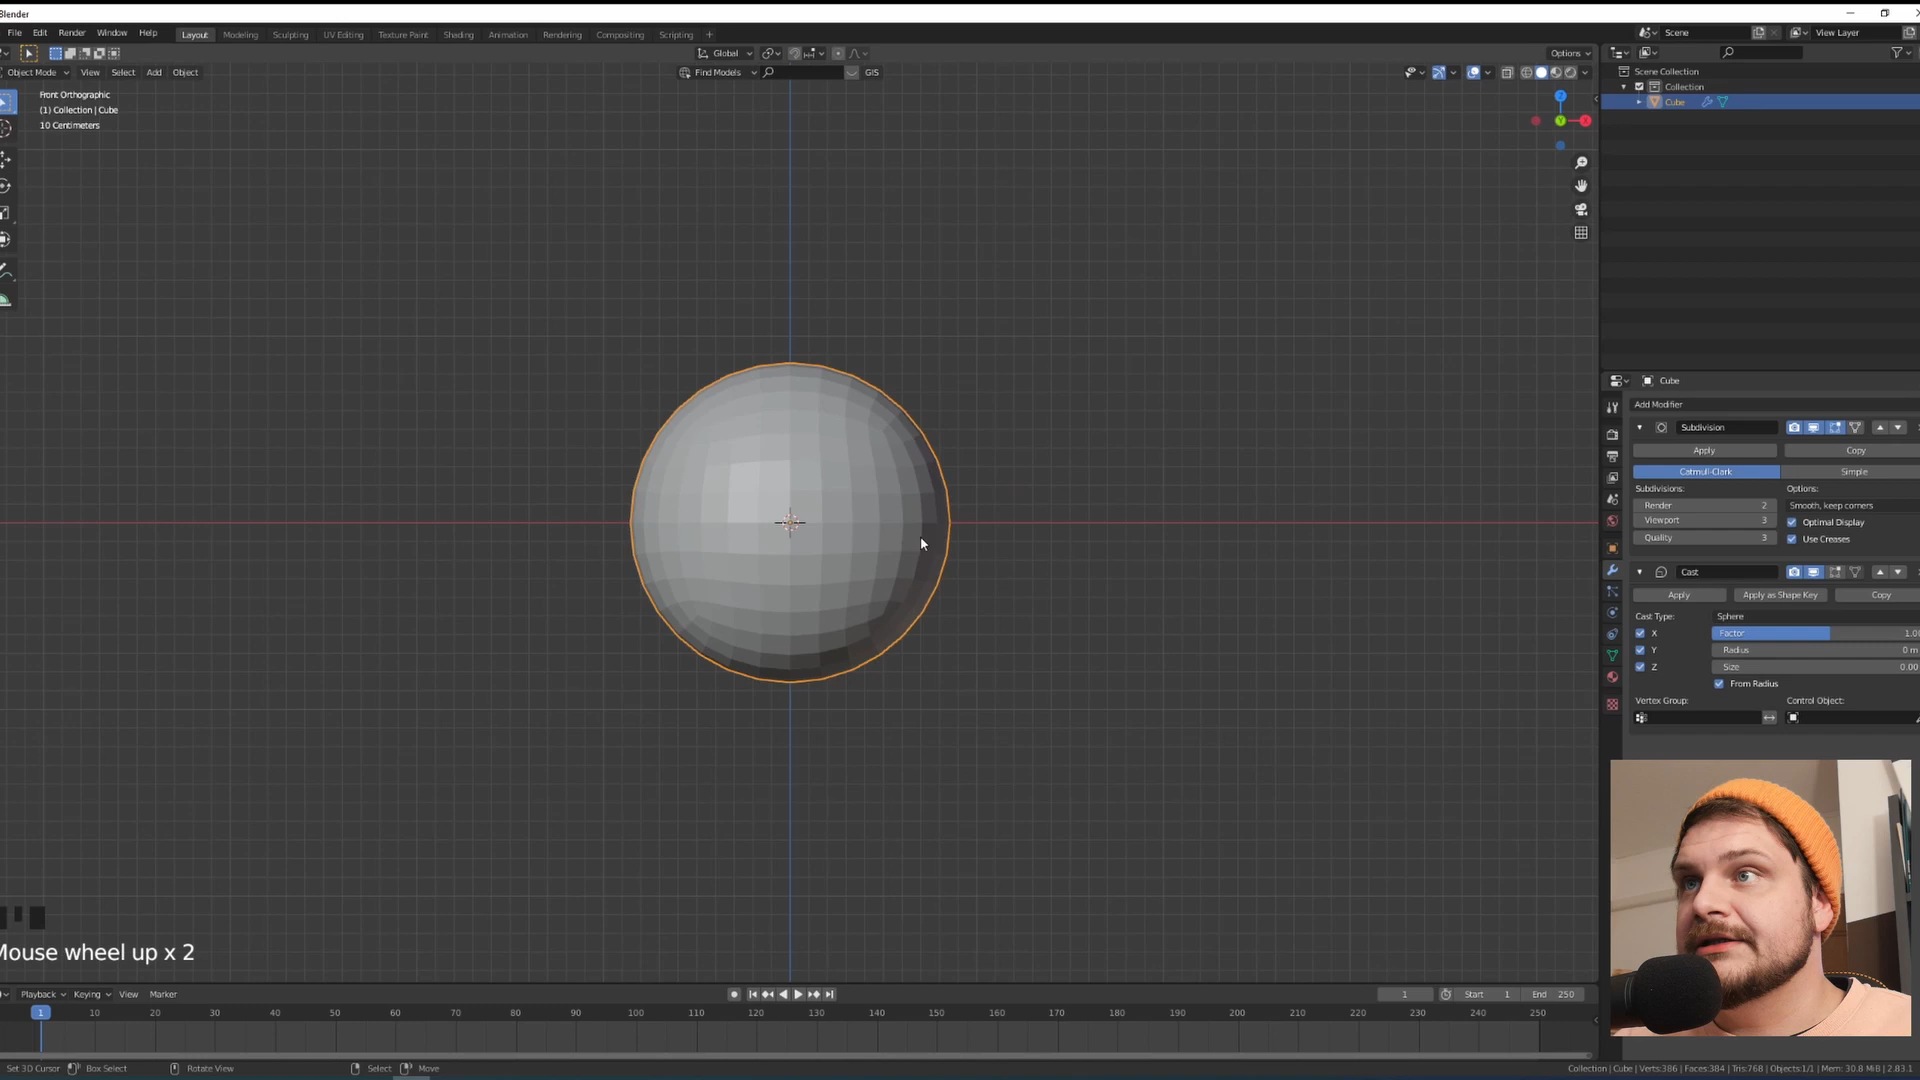 Blender
File Edit Render Window Help Layout Modeling Sculpting UV Editing Texture Paint Shading Animation Rendering Compositing Scripting + Scene View Layer
Global Options
Object Mode View Select Add Object Find Models GIS
Front Orthographic
(1) Collection | Cube
10 Centimeters
Z
Y
X
Scene Collection
Collection
Cube
Cube
Add Modifier
Subdivision
Apply Copy
Catmull-Clark Simple
Subdivisions: Options:
Render 2 Smooth, keep corners
Viewport 3 Optimal Display
Quality 3 Use Creases
Cast
Apply Apply as Shape Key Copy
Cast Type: Sphere
X Factor 1.00
Y Radius 0 m
Z Size 0.00
From Radius
Vertex Group: Control Object:
Mouse wheel up x 2
Playback Keying View Marker 1 Start 1 End 250
1 10 20 30 40 50 60 70 80 90 100 110 120 130 140 150 160 170 180 190 200 210 220 230 240 250
Set 3D Cursor Box Select Rotate View Select Move Collection | Cube | Verts:386 | Faces:384 | Tris:768 | Objects:1/1 | Mem: 30.8 MiB | 2.83.1